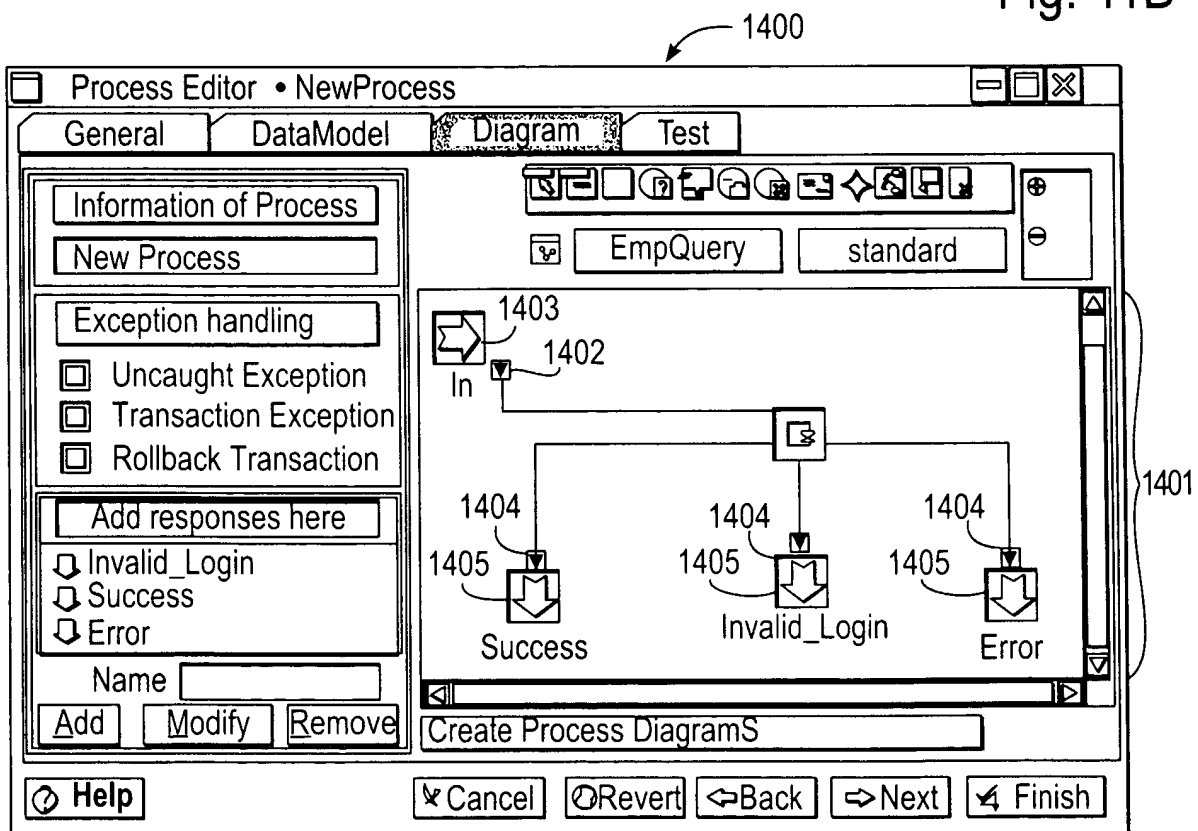 1400
Process Editor • NewProcess
General DataModel Diagram Test
Information of Process
New Process
EmpQuery standard
Exception handling
Uncaught Exception
Transaction Exception
Rollback Transaction
1403
1402
In
1401
Add responses here
Invalid_Login
Success
Error
1404 1404 1404
1405 1405 1405
Success Invalid_Login Error
Name
Add Modify Remove
Create Process DiagramS
Help Cancel Revert Back Next Finish